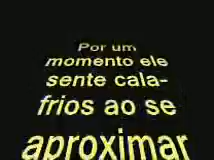 Por um
momento ele
sente cala-
frios ao se
aproximar